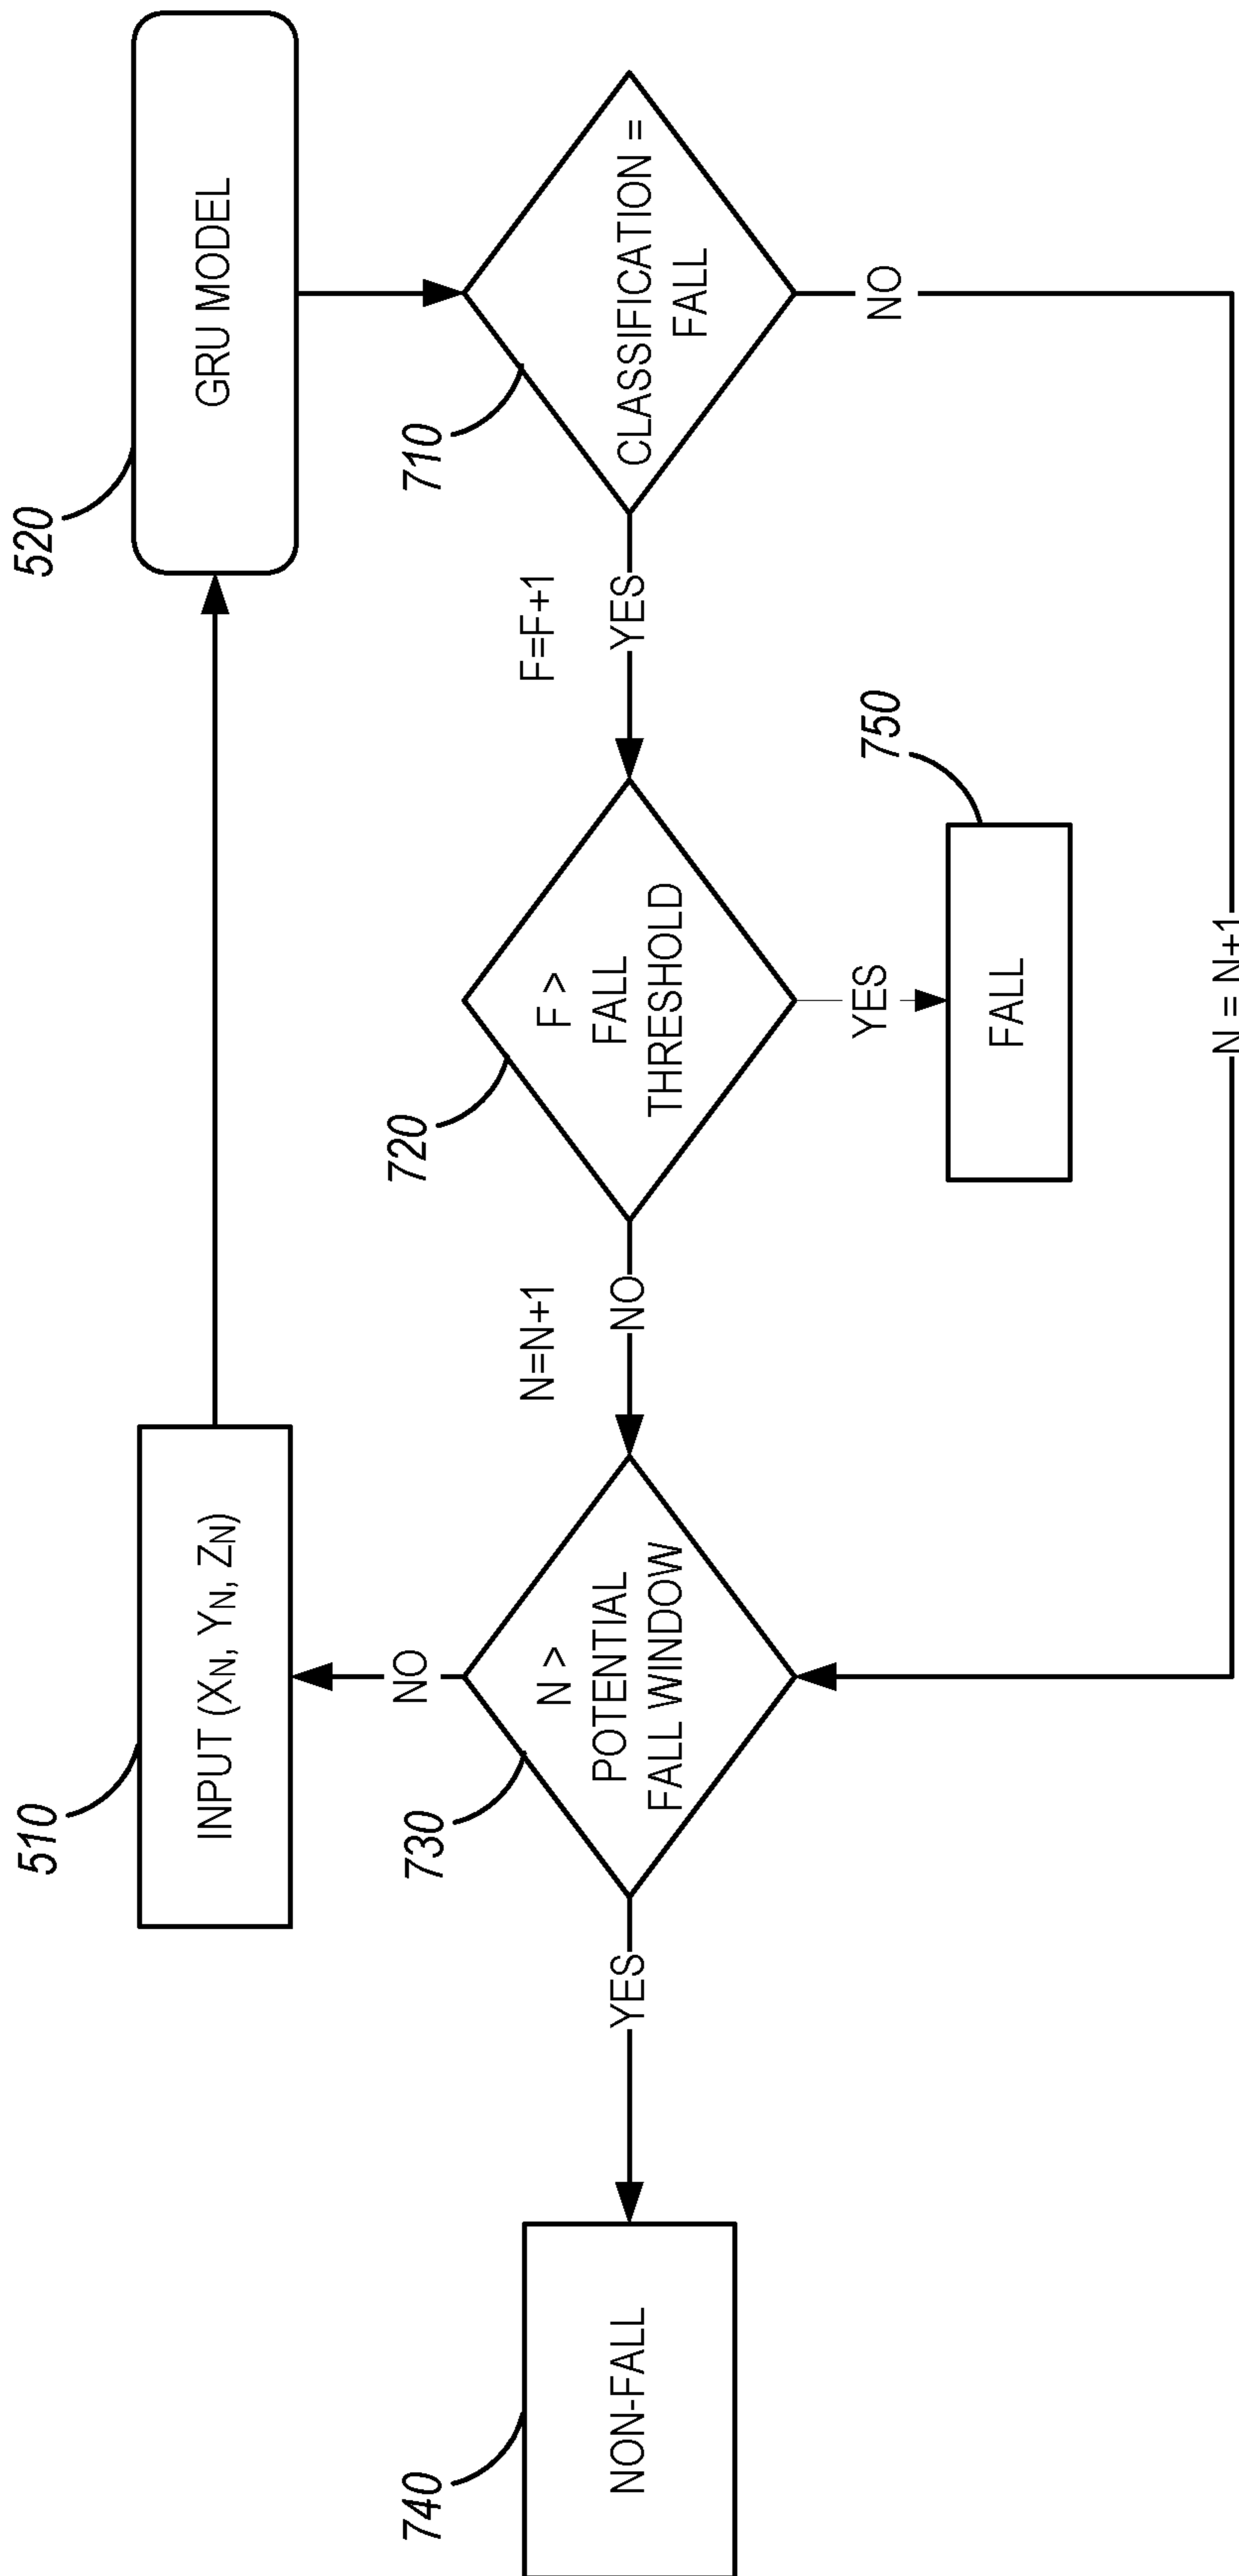 510
INPUT (XN, YN, ZN)
520
GRU MODEL
740
NON-FALL
YES
730
N >
POTENTIAL
FALL WINDOW
NO
N=N+1
NO
720
F >
FALL
THRESHOLD
F=F+1
YES
710
CLASSIFICATION =
FALL
YES
750
FALL
NO
N = N+1